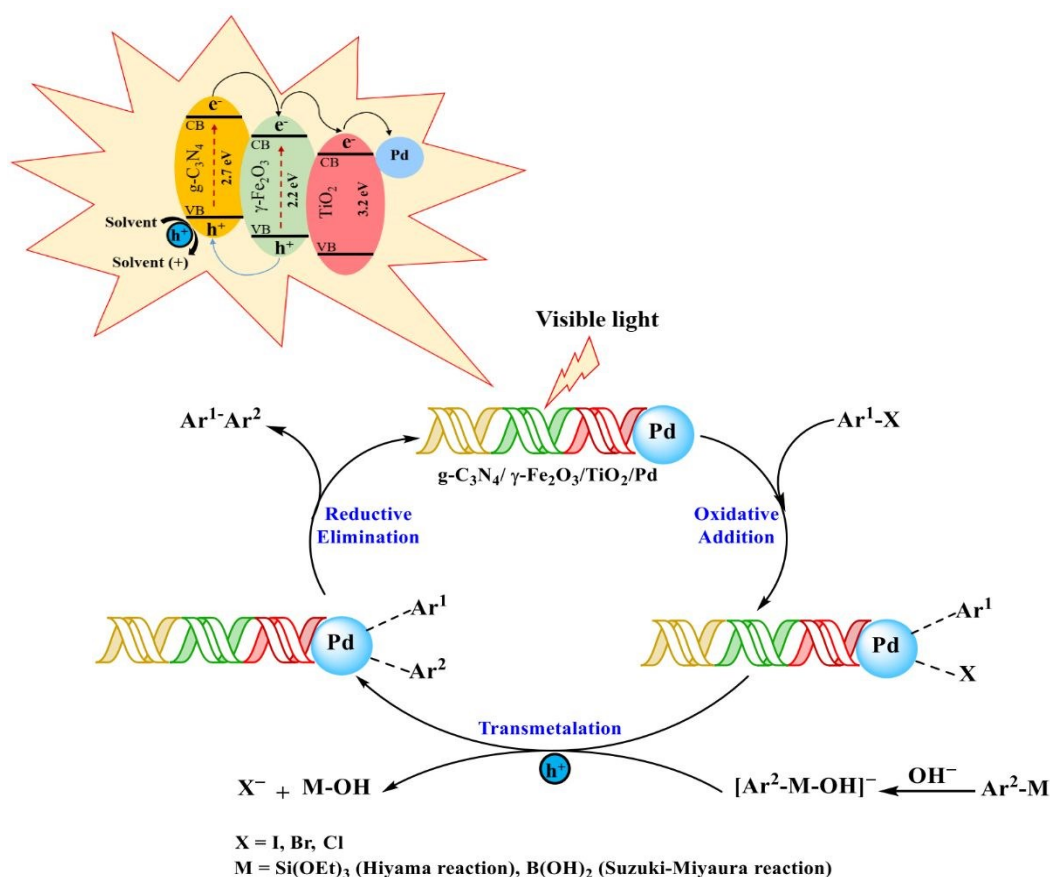 e⁻
CB
g-C₃N₄
2.7 eV
VB
h⁺
e⁻
CB
γ-Fe₂O₃
2.2 eV
VB
h⁺
e⁻
CB
TiO₂
3.2 eV
VB
Pd
Solvent
h⁺
Solvent (+)
Visible light
Ar¹-Ar²
Pd
g-C₃N₄/ γ-Fe₂O₃/TiO₂/Pd
Ar¹-X
Reductive
Elimination
Oxidative
Addition
Pd
Ar¹
Ar²
Pd
Ar¹
X
Transmetalation
h⁺
X⁻ + M-OH
[Ar²-M-OH]⁻
OH⁻
Ar²-M
X = I, Br, Cl
M = Si(OEt)₃ (Hiyama reaction), B(OH)₂ (Suzuki-Miyaura reaction)